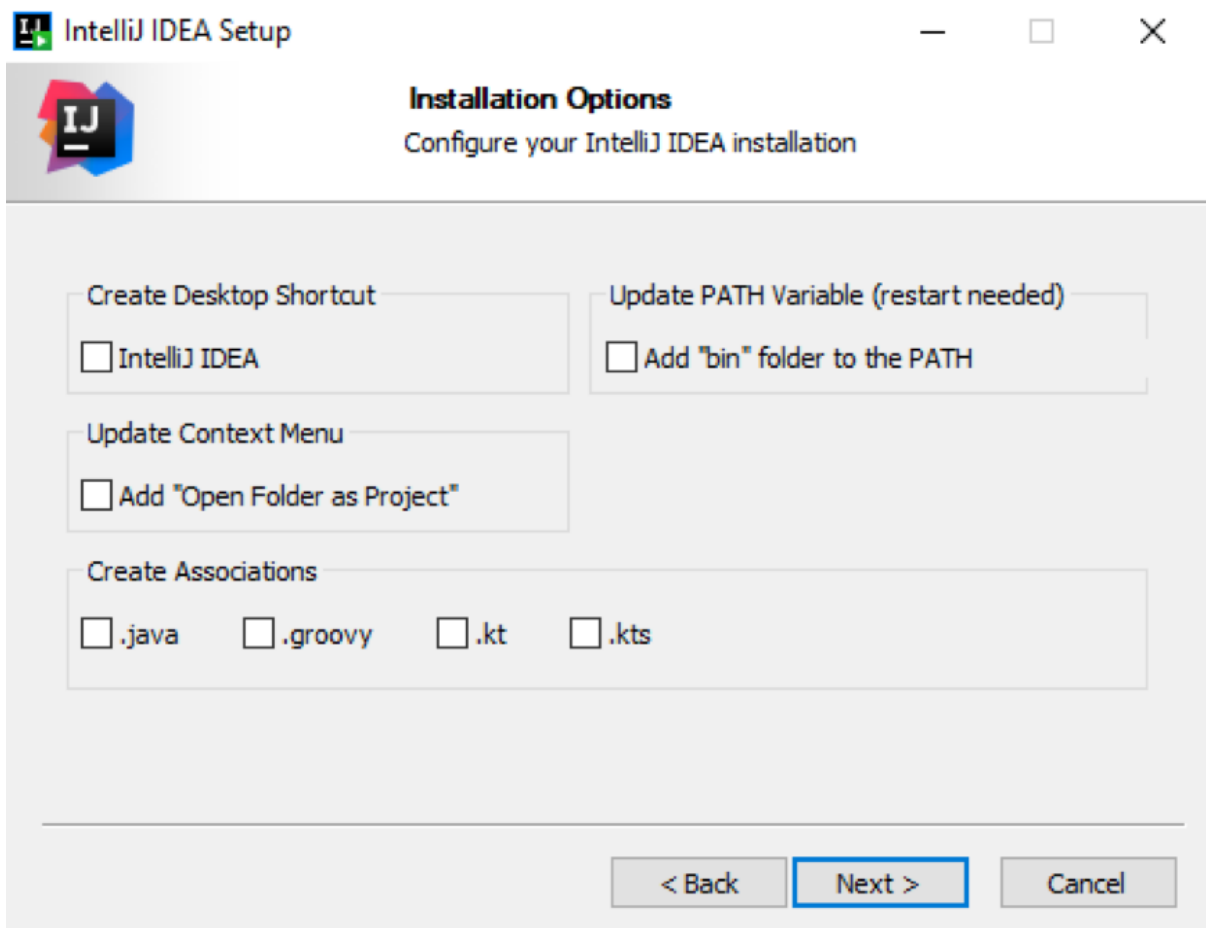 IntelliJ IDEA Setup
IJ
Installation Options
Configure your IntelliJ IDEA installation
Create Desktop Shortcut
IntelliJ IDEA
Update PATH Variable (restart needed)
Add "bin" folder to the PATH
Update Context Menu
Add "Open Folder as Project"
Create Associations
.java .groovy .kt .kts
< Back Next > Cancel